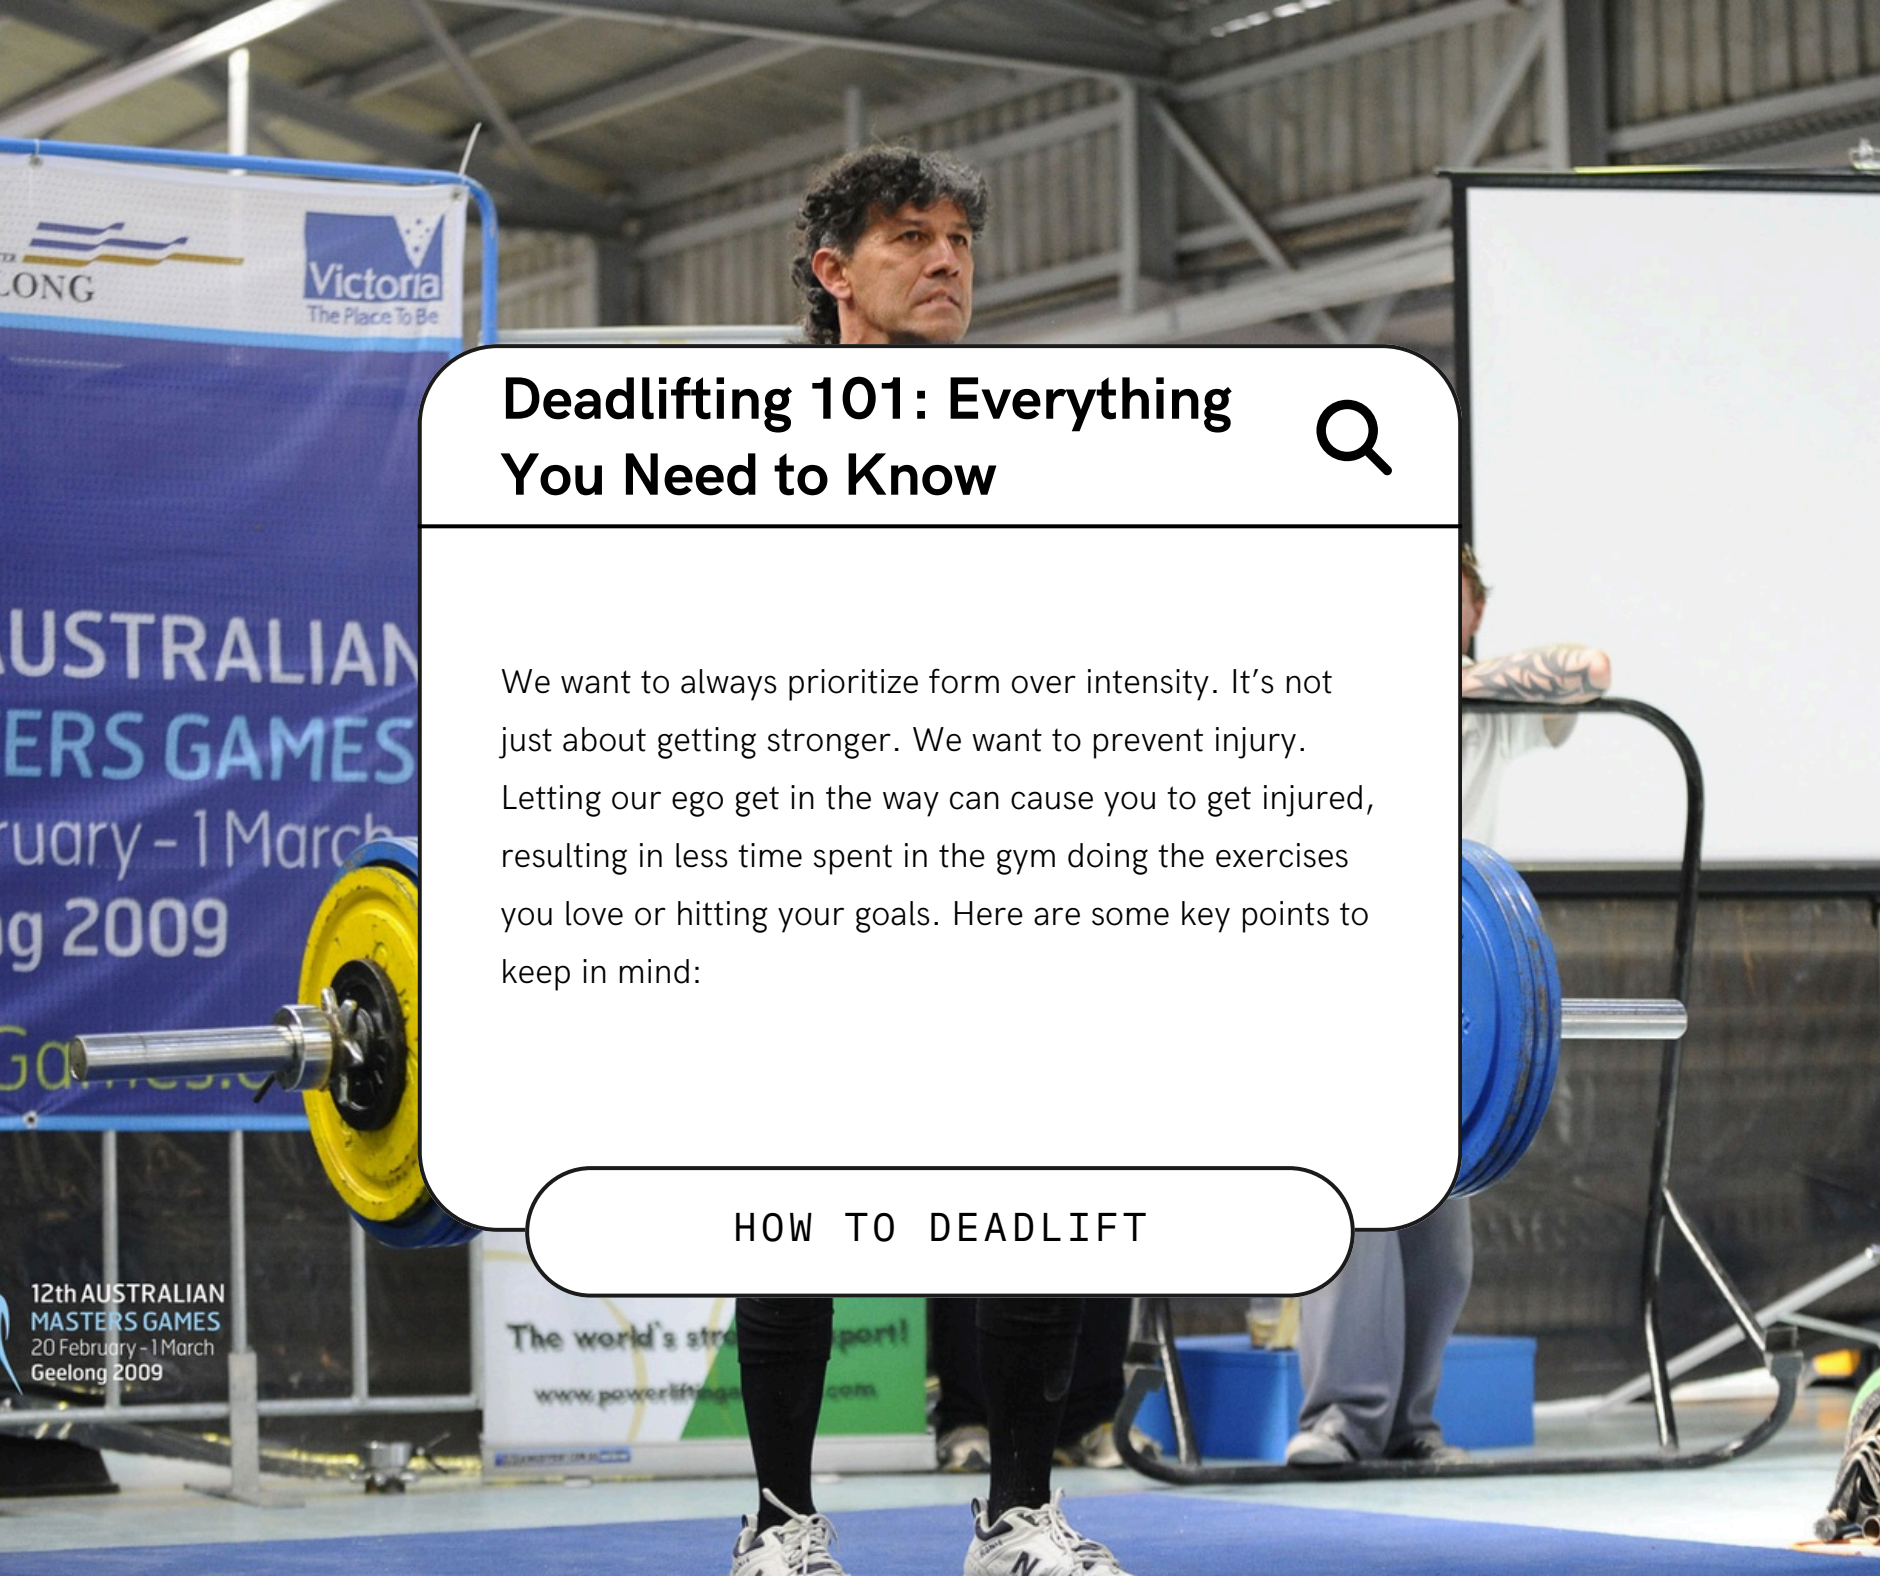 LONG
Victoria
The Place To Be
Deadlifting 101: Everything
You Need to Know
AUSTRALIAN
ERS GAMES
ruary - 1 March
2009
We want to always prioritize form over intensity. It’s not
just about getting stronger. We want to prevent injury.
Letting our ego get in the way can cause you to get injured,
resulting in less time spent in the gym doing the exercises
you love or hitting your goals. Here are some key points to
keep in mind:
HOW TO DEADLIFT
12th AUSTRALIAN
MASTERS GAMES
20 February - 1 March
Geelong 2009
The world's
N